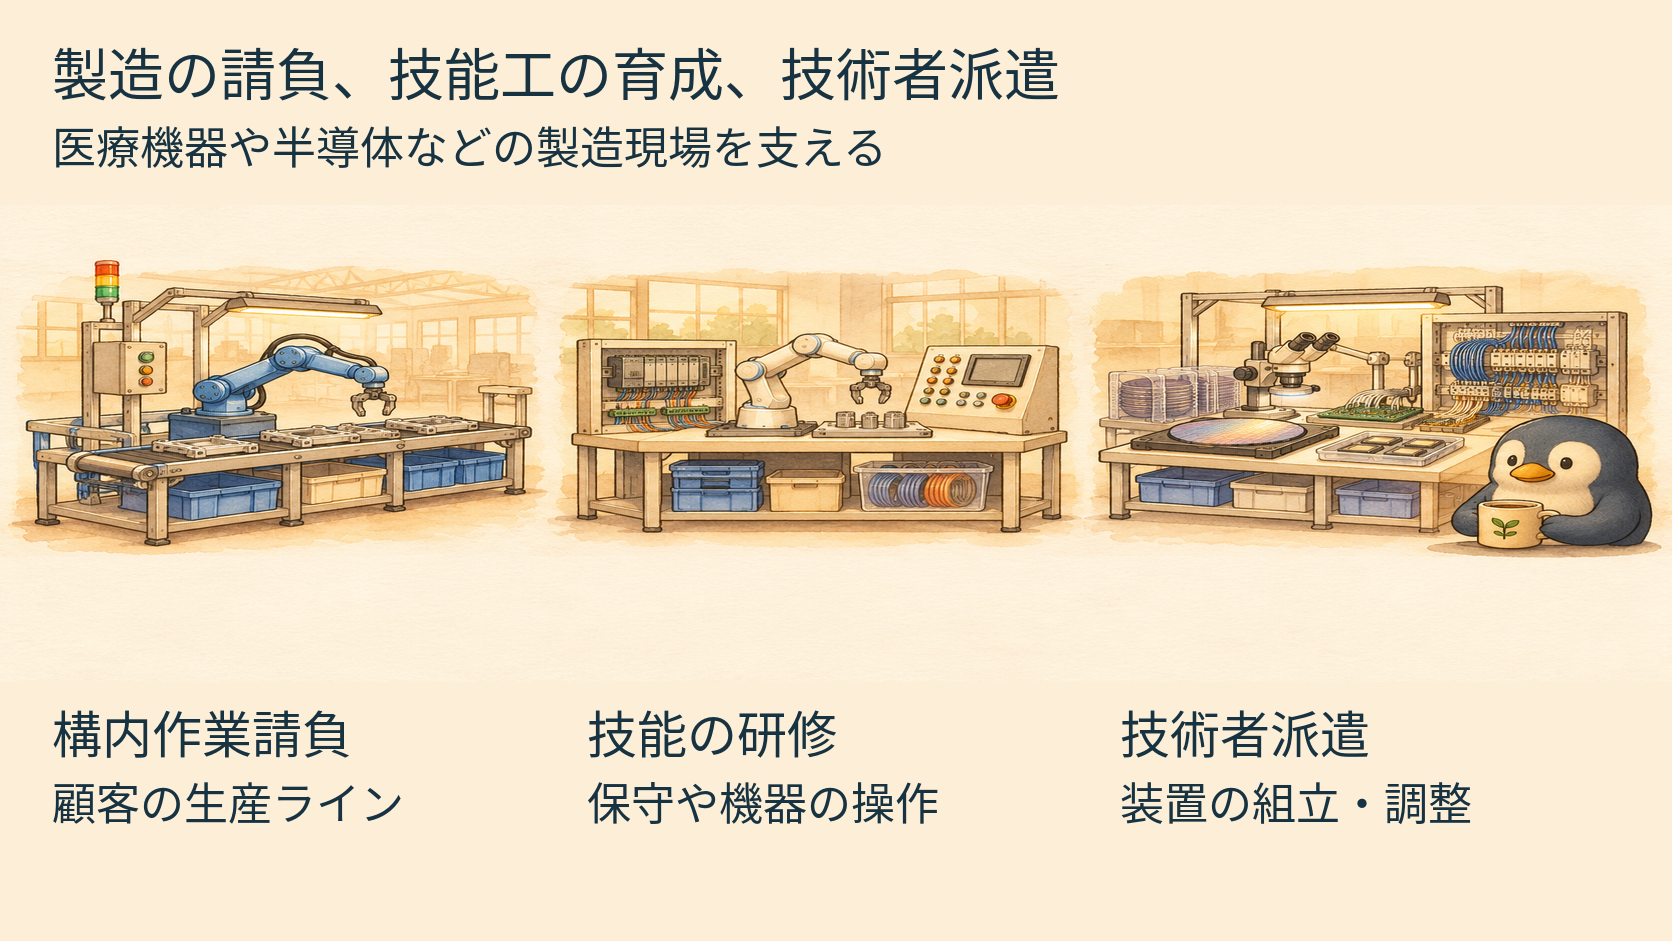 製造の請負、技能工の育成、技術者派遣
医療機器や半導体などの製造現場を支える
構内作業請負
顧客の生産ライン
技能の研修
保守や機器の操作
技術者派遣
装置の組立・調整